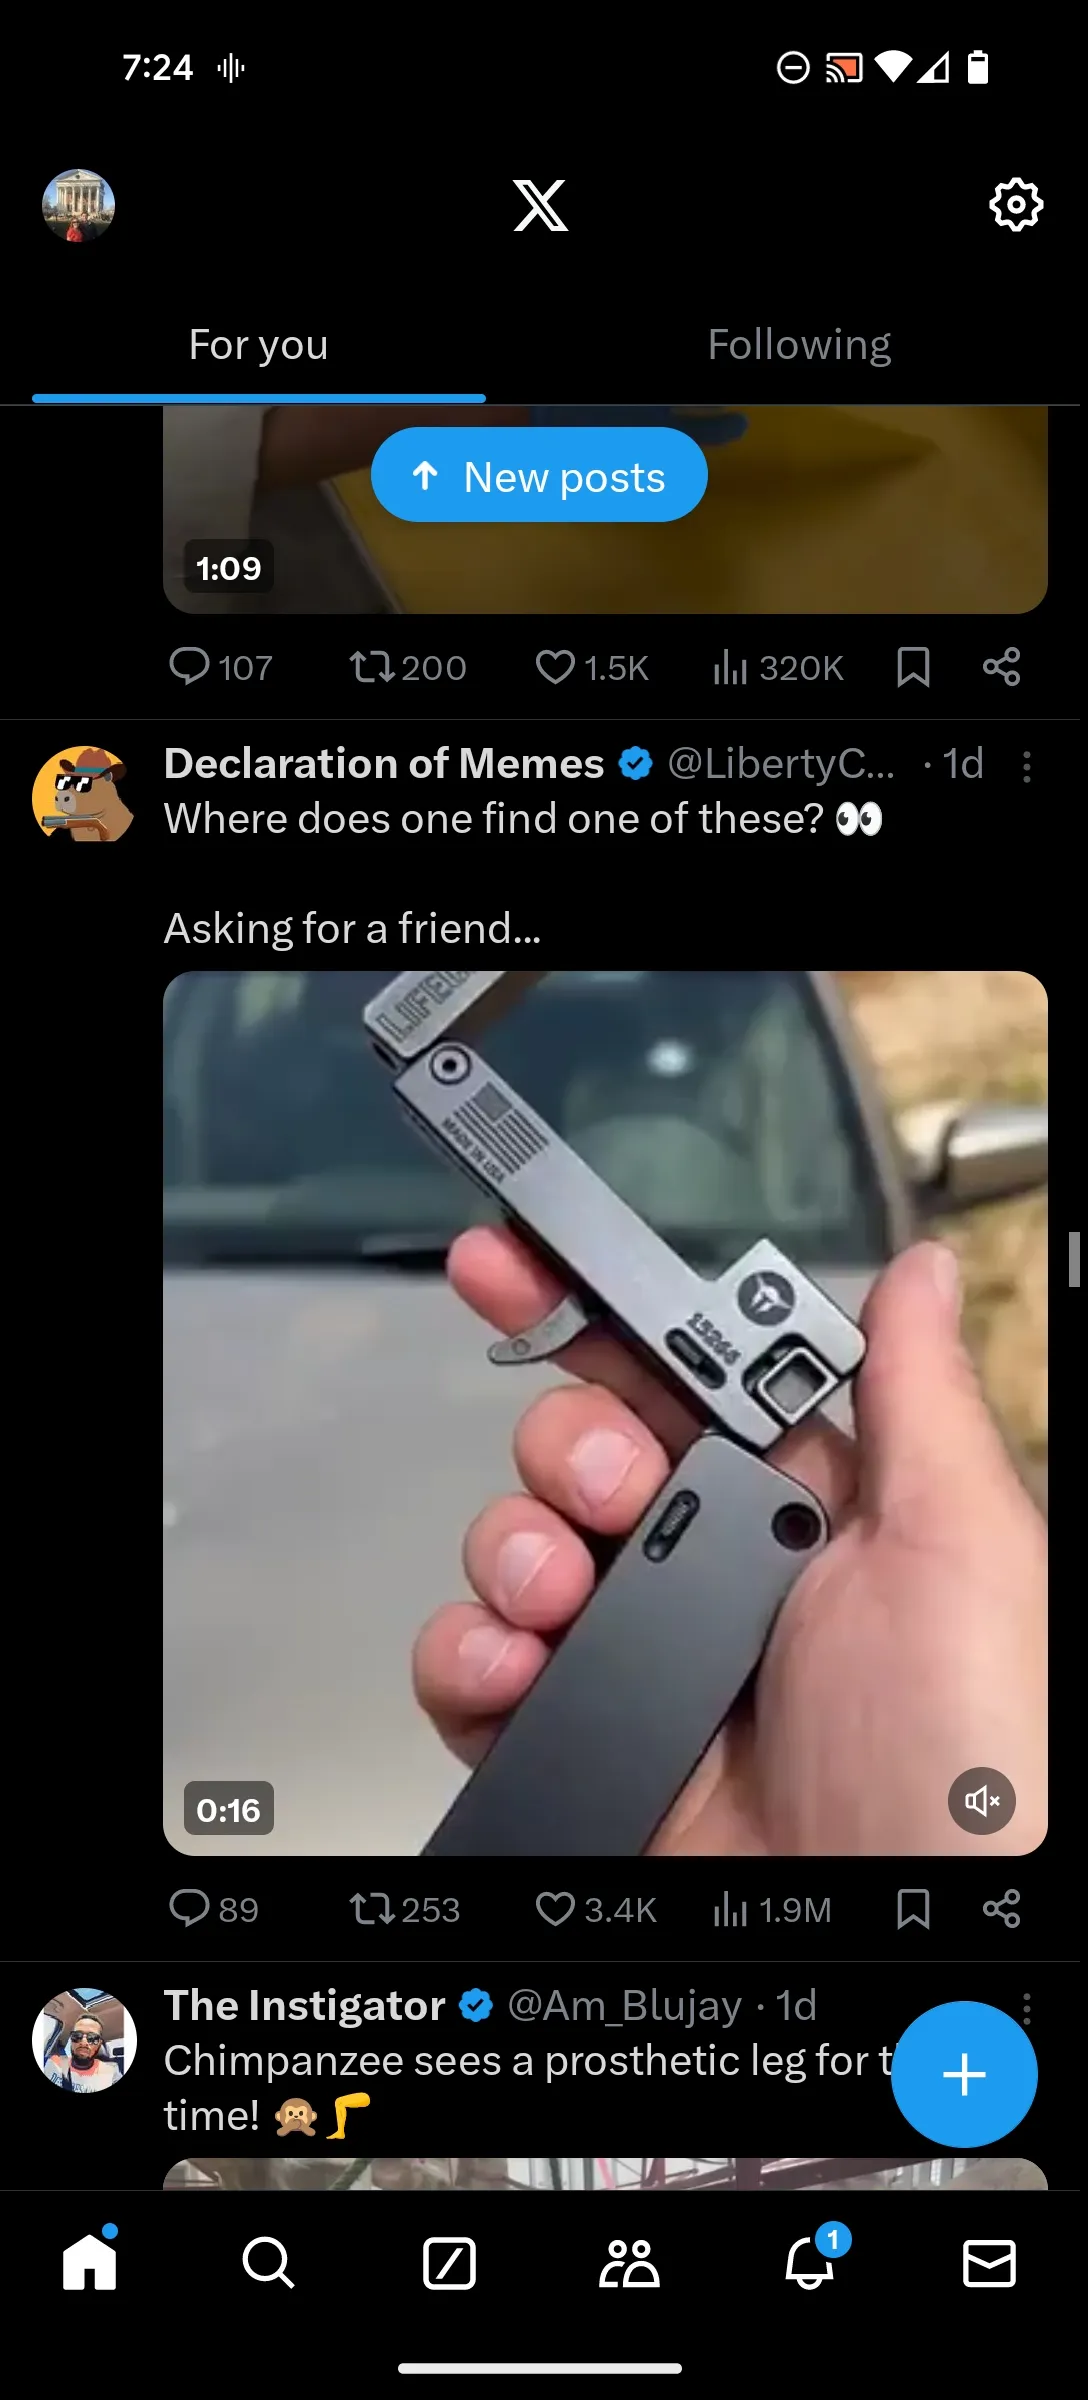 7:24
For you Following
New posts
1:09
107 200 1.5K 320K
Declaration of Memes @LibertyC... · 1d
Where does one find one of these? 👀
Asking for a friend...
MADE IN USA
15266
0:16
89 253 3.4K 1.9M
The Instigator @Am_Blujay · 1d
Chimpanzee sees a prosthetic leg for
time! 🙊🦵
1